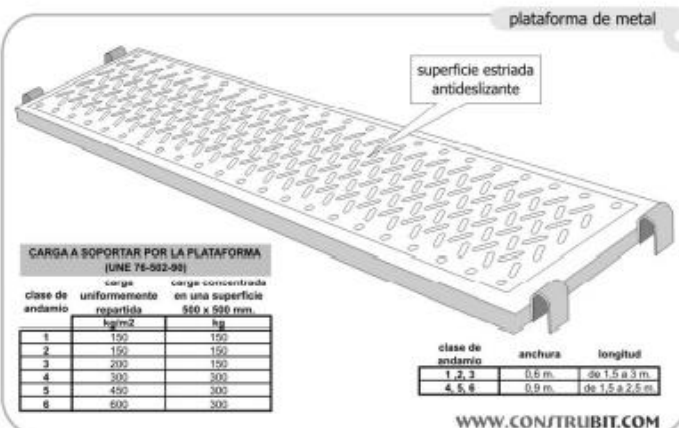 plataforma de metal
superficie estriada
antideslizante
CARGA A SOPORTAR POR LA PLATAFORMA
(UNE 76-502-90)
clase de andamio carga uniformemente repartida carga concentrada en una superficie 500 x 500 mm.
kg/m2 kg
1 150 150
2 150 150
3 200 150
4 300 300
5 450 300
6 600 300
clase de andamio anchura longitud
1 ,2, 3 0,6 m. de 1,5 a 3 m.
4, 5, 6 0,9 m. de 1,5 a 2,5 m.
WWW.CONSTRUBIT.COM